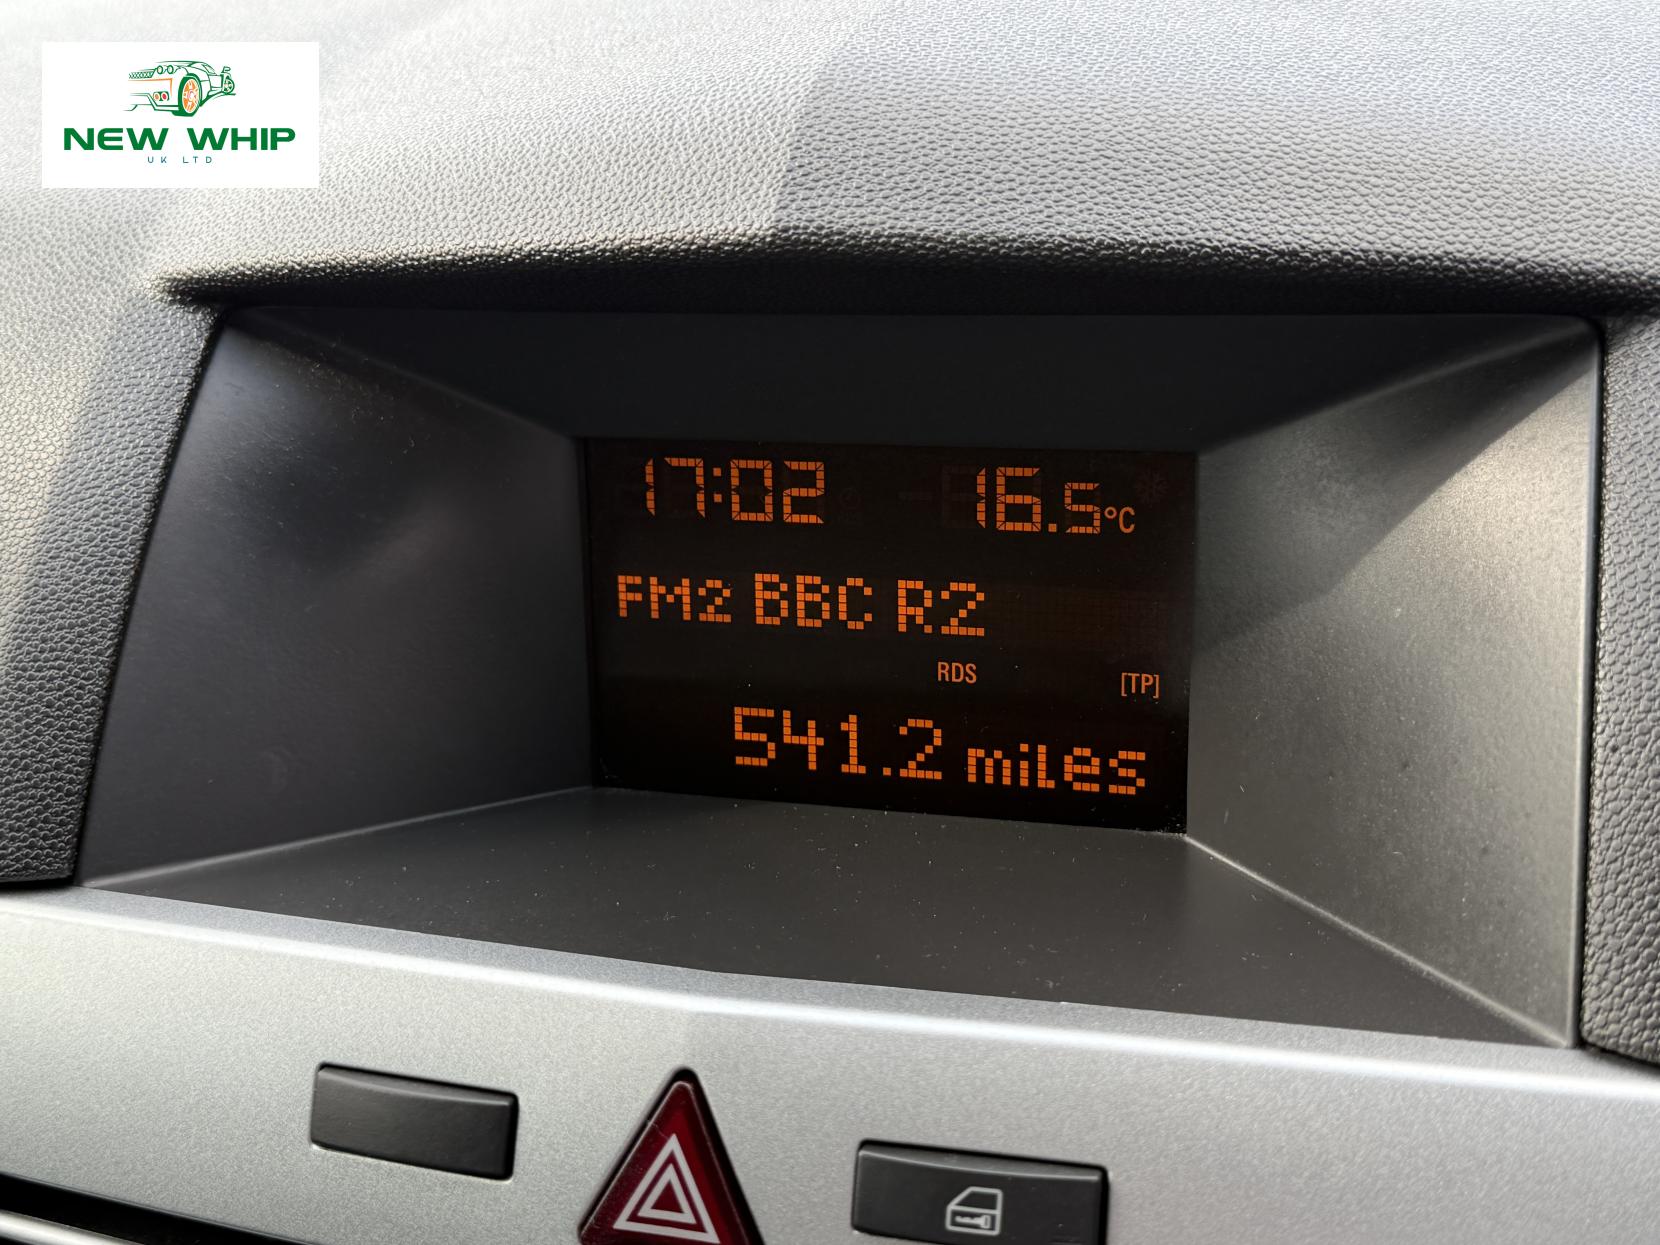 NEW WHIP
UK LTD
17:02 16.5°C
FM2 BBC R2
RDS [TP]
541.2 miles